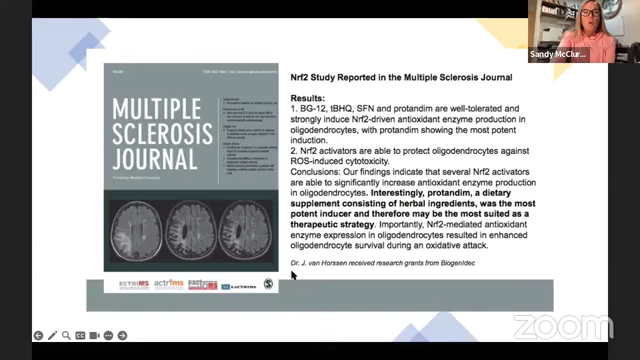 Sandy McClur...
Nrf2 Study Reported in the Multiple Sclerosis Journal
Results:
1. BG-12, tBHQ, SFN and protandim are well-tolerated and
strongly induce Nrf2-driven antioxidant enzyme production in
oligodendrocytes, with protandim showing the most potent
induction.
2. Nrf2 activators are able to protect oligodendrocytes against
ROS-induced cytotoxicity.
Conclusions: Our findings indicate that several Nrf2 activators
are able to significantly increase antioxidant enzyme production
in oligodendrocytes. Interestingly, protandim, a dietary
supplement consisting of herbal ingredients, was the most
potent inducer and therefore may be the most suited as a
therapeutic strategy. Importantly, Nrf2-mediated antioxidant
enzyme expression in oligodendrocytes resulted in enhanced
oligodendrocyte survival during an oxidative attack.
Dr. J. van Horssen received research grants from Biogen/Idec
MULTIPLE
SCLEROSIS
JOURNAL
ECTRIMS
actrims
LACTRIMS
zoom